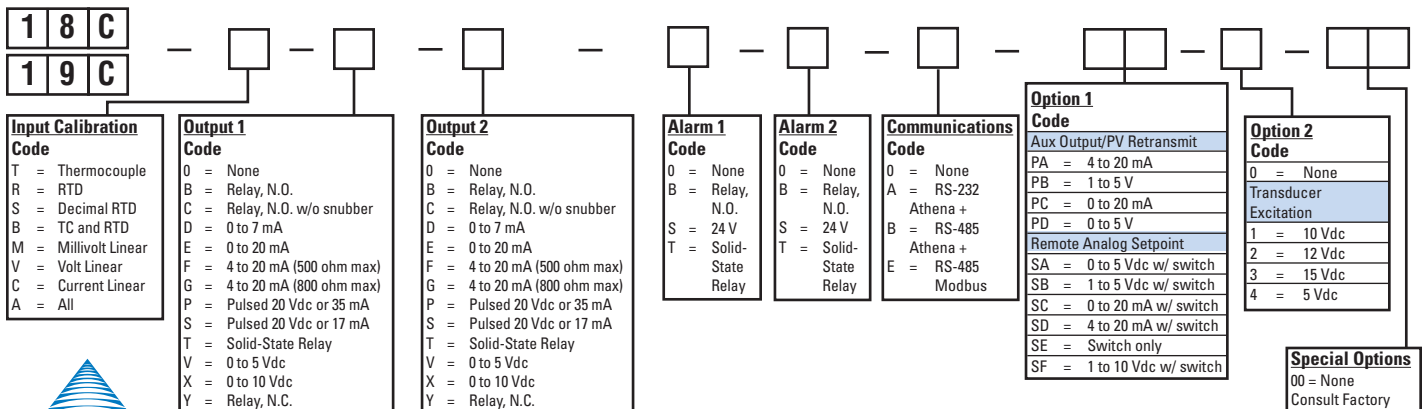 18C
19C
Input Calibration
Code
T = Thermocouple
R = RTD
S = Decimal RTD
B = TC and RTD
M = Millivolt Linear
V = Volt Linear
C = Current Linear
A = All
Output 1
Code
0 = None
B = Relay, N.O.
C = Relay, N.O. w/o snubber
D = 0 to 7 mA
E = 0 to 20 mA
F = 4 to 20 mA (500 ohm max)
G = 4 to 20 mA (800 ohm max)
P = Pulsed 20 Vdc or 35 mA
S = Pulsed 20 Vdc or 17 mA
T = Solid-State Relay
V = 0 to 5 Vdc
X = 0 to 10 Vdc
Y = Relay, N.C.
Output 2
Code
0 = None
B = Relay, N.O.
C = Relay, N.O. w/o snubber
D = 0 to 7 mA
E = 0 to 20 mA
F = 4 to 20 mA (500 ohm max)
G = 4 to 20 mA (800 ohm max)
P = Pulsed 20 Vdc or 35 mA
S = Pulsed 20 Vdc or 17 mA
T = Solid-State Relay
V = 0 to 5 Vdc
X = 0 to 10 Vdc
Y = Relay, N.C.
Alarm 1
Code
0 = None
B = Relay,
N.O.
S = 24 V
T = Solid-
State
Relay
Alarm 2
Code
0 = None
B = Relay,
N.O.
S = 24 V
T = Solid-
State
Relay
Communications
Code
0 = None
A = RS-232
Athena +
B = RS-485
Athena +
E = RS-485
Modbus
Option 1
Code
Aux Output/PV Retransmit
PA = 4 to 20 mA
PB = 1 to 5 V
PC = 0 to 20 mA
PD = 0 to 5 V
Remote Analog Setpoint
SA = 0 to 5 Vdc w/ switch
SB = 1 to 5 Vdc w/ switch
SC = 0 to 20 mA w/ switch
SD = 4 to 20 mA w/ switch
SE = Switch only
SF = 1 to 10 Vdc w/ switch
Option 2
Code
0 = None
Transducer
Excitation
1 = 10 Vdc
2 = 12 Vdc
3 = 15 Vdc
4 = 5 Vdc
Special Options
00 = None
Consult Factory